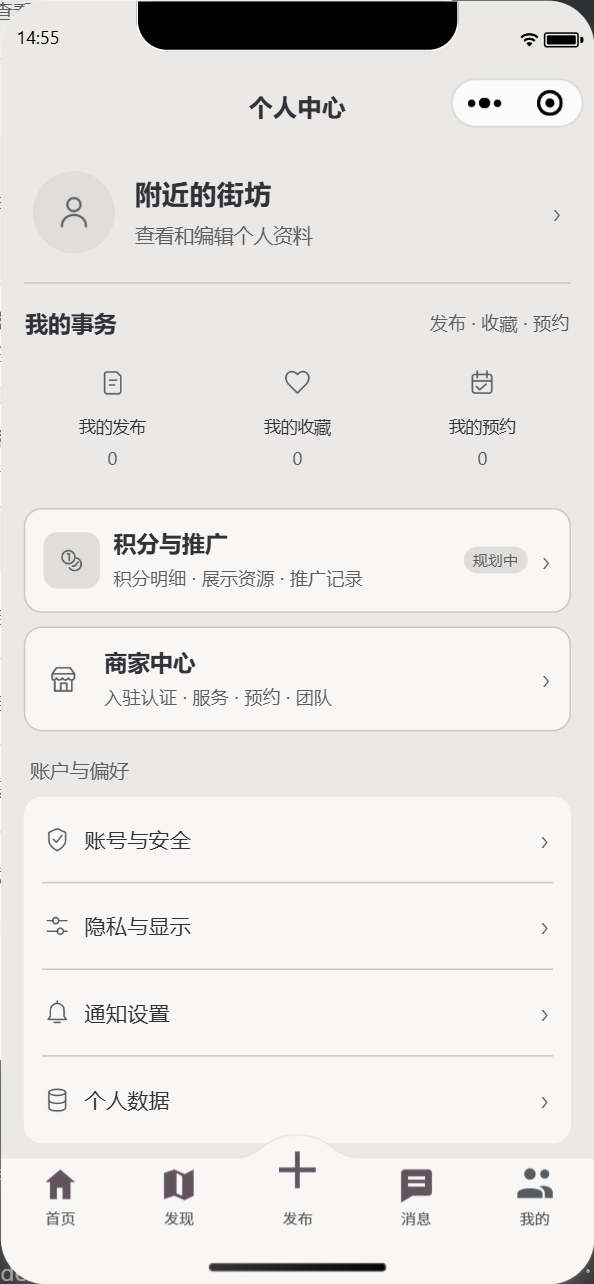 14:55
个人中心
附近的街坊
查看和编辑个人资料
我的事务
发布 · 收藏 · 预约
我的发布
我的收藏
我的预约
0
0
0
积分与推广
积分明细 · 展示资源 · 推广记录
规划中
商家中心
入驻认证 · 服务 · 预约 · 团队
账户与偏好
账号与安全
隐私与显示
通知设置
个人数据
首页
发现
发布
消息
我的